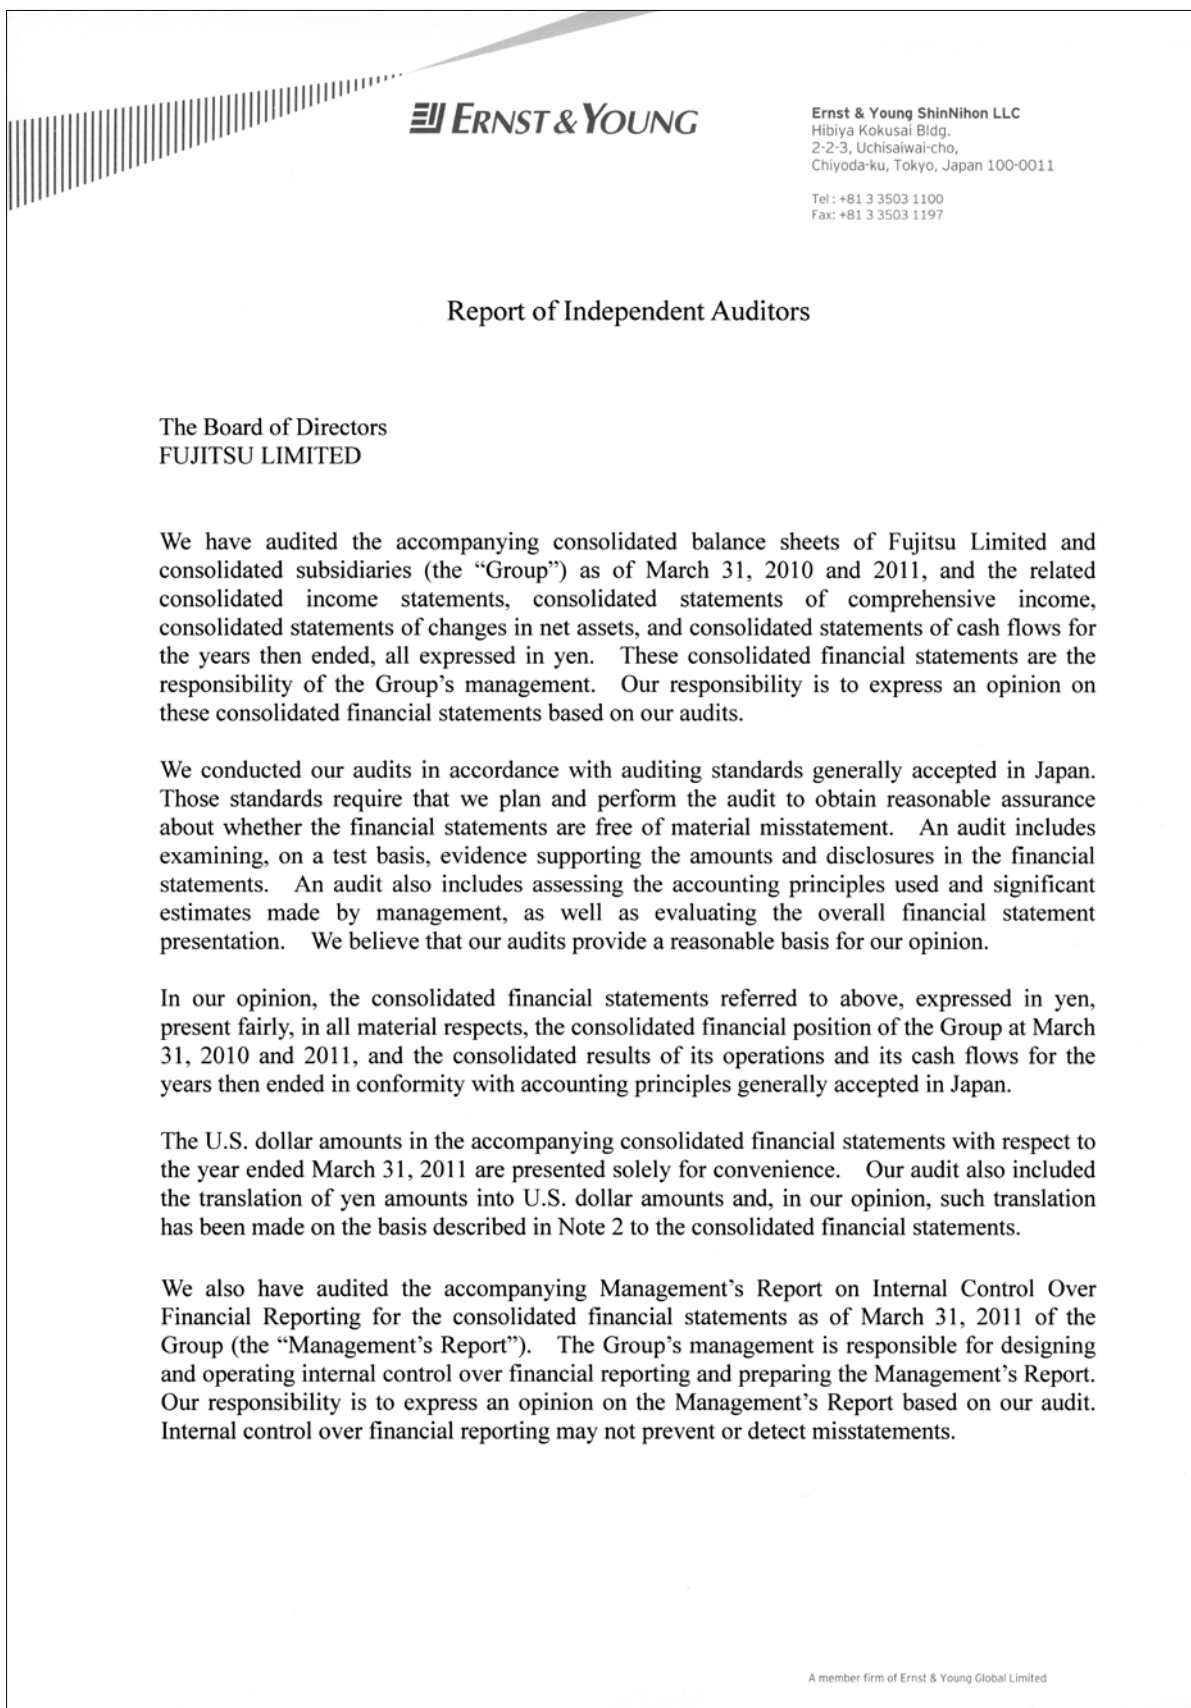 ERNST & YOUNG
Ernst & Young ShinNihon LLC
Hibiya Kokusai Bldg.
2-2-3, Uchisaiwai-cho,
Chiyoda-ku, Tokyo, Japan 100-0011
Tel : +81 3 3503 1100
Fax: +81 3 3503 1197
Report of Independent Auditors
The Board of Directors
FUJITSU LIMITED
We have audited the accompanying consolidated balance sheets of Fujitsu Limited and
consolidated subsidiaries (the “Group”) as of March 31, 2010 and 2011, and the related
consolidated income statements, consolidated statements of comprehensive income,
consolidated statements of changes in net assets, and consolidated statements of cash flows for
the years then ended, all expressed in yen. These consolidated financial statements are the
responsibility of the Group’s management. Our responsibility is to express an opinion on
these consolidated financial statements based on our audits.
We conducted our audits in accordance with auditing standards generally accepted in Japan.
Those standards require that we plan and perform the audit to obtain reasonable assurance
about whether the financial statements are free of material misstatement. An audit includes
examining, on a test basis, evidence supporting the amounts and disclosures in the financial
statements. An audit also includes assessing the accounting principles used and significant
estimates made by management, as well as evaluating the overall financial statement
presentation. We believe that our audits provide a reasonable basis for our opinion.
In our opinion, the consolidated financial statements referred to above, expressed in yen,
present fairly, in all material respects, the consolidated financial position of the Group at March
31, 2010 and 2011, and the consolidated results of its operations and its cash flows for the
years then ended in conformity with accounting principles generally accepted in Japan.
The U.S. dollar amounts in the accompanying consolidated financial statements with respect to
the year ended March 31, 2011 are presented solely for convenience. Our audit also included
the translation of yen amounts into U.S. dollar amounts and, in our opinion, such translation
has been made on the basis described in Note 2 to the consolidated financial statements.
We also have audited the accompanying Management’s Report on Internal Control Over
Financial Reporting for the consolidated financial statements as of March 31, 2011 of the
Group (the “Management’s Report”). The Group’s management is responsible for designing
and operating internal control over financial reporting and preparing the Management’s Report.
Our responsibility is to express an opinion on the Management’s Report based on our audit.
Internal control over financial reporting may not prevent or detect misstatements.
A member firm of Ernst & Young Global Limited